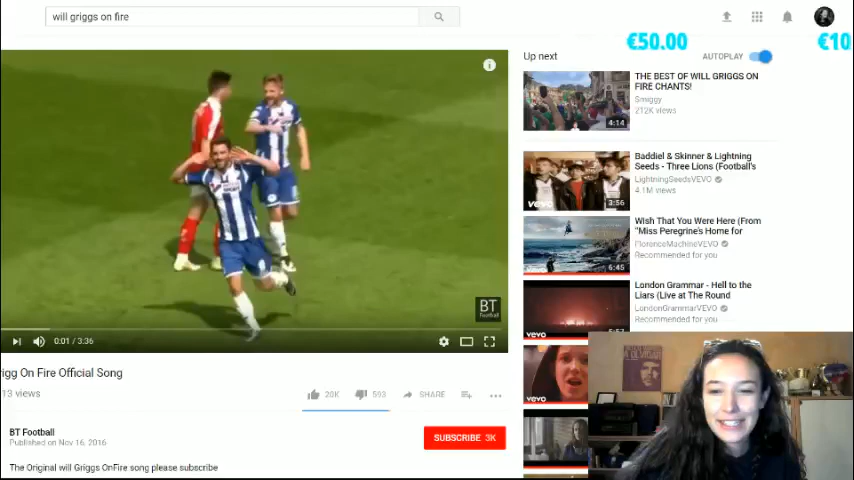 will griggs on fire
€50.00
€10
Up next
AUTOPLAY
THE BEST OF WILL GRIGGS ON
FIRE CHANTS!
Smiggy
212K views
4:14
Baddiel & Skinner & Lightning
Seeds - Three Lions (Football's
LightningSeedsVEVO
4.1M views
vevo
3:56
Wish That You Were Here (From
"Miss Peregrine's Home for
FlorenceMachineVEVO
Recommended for you
6:45
London Grammar - Hell to the
Liars (Live at The Round
LondonGrammarVEVO
Recommended for you
vevo
vevo
vevo
BT
Football
0:01 / 3:36
rigg On Fire Official Song
13 views
20K
593
SHARE
BT Football
Published on Nov 16, 2016
SUBSCRIBE 3K
The Original will Griggs OnFire song please subscribe